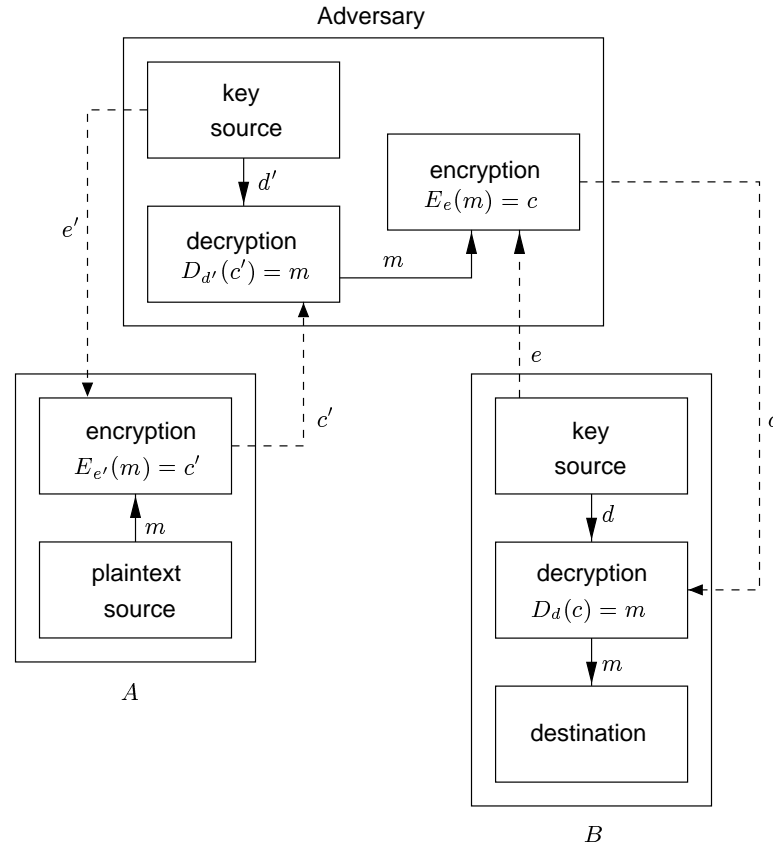 Adversary
key
source
d′
e′
decryption
D_{d′}(c′) = m
m
encryption
E_e(m) = c
e
c′
encryption
E_{e′}(m) = c′
m
plaintext
source
A
key
source
d
decryption
D_d(c) = m
m
destination
B